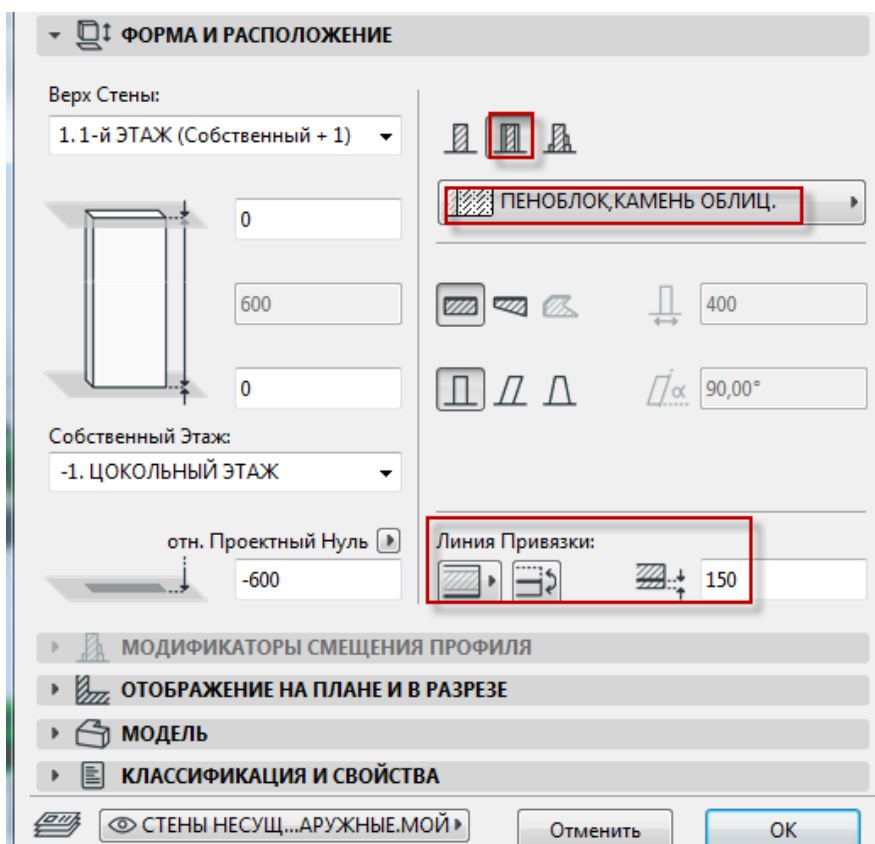 ФОРМА И РАСПОЛОЖЕНИЕ
Верх Стены:
1. 1-й ЭТАЖ (Собственный + 1)
0
600
0
Собственный Этаж:
-1. ЦОКОЛЬНЫЙ ЭТАЖ
отн. Проектный Нуль
-600
ПЕНОБЛОК,КАМЕНЬ ОБЛИЦ.
400
α
90,00°
Линия Привязки:
150
МОДИФИКАТОРЫ СМЕЩЕНИЯ ПРОФИЛЯ
ОТОБРАЖЕНИЕ НА ПЛАНЕ И В РАЗРЕЗЕ
МОДЕЛЬ
КЛАССИФИКАЦИЯ И СВОЙСТВА
СТЕНЫ НЕСУЩ...АРУЖНЫЕ.МОЙ
Отменить
OK